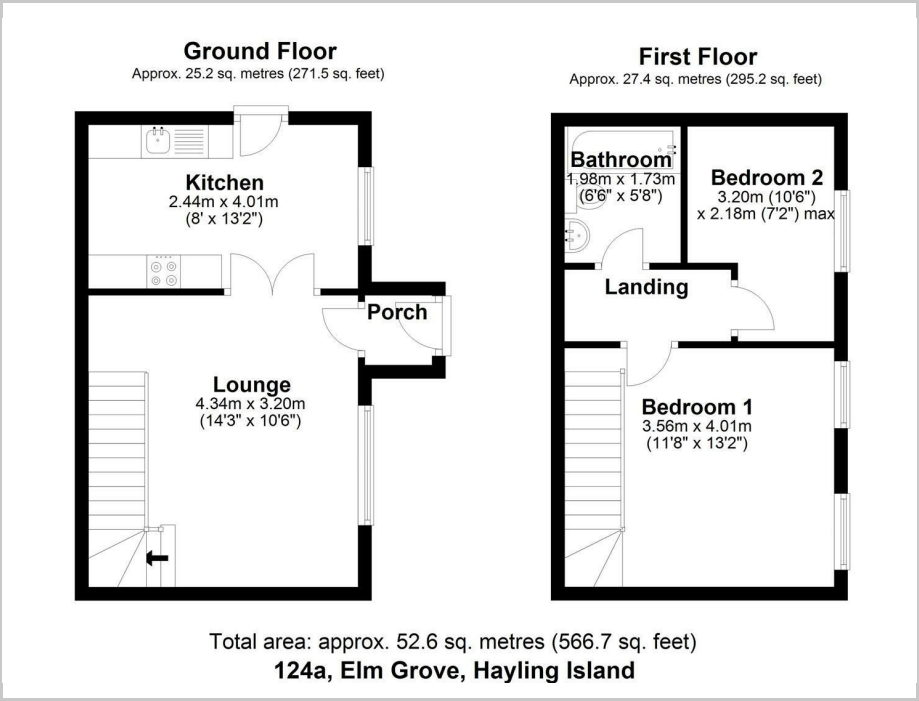 Ground Floor
Approx. 25.2 sq. metres (271.5 sq. feet)
Kitchen
2.44m x 4.01m
(8' x 13'2")
Porch
Lounge
4.34m x 3.20m
(14'3" x 10'6")
First Floor
Approx. 27.4 sq. metres (295.2 sq. feet)
Bathroom
1.98m x 1.73m
(6'6" x 5'8")
Bedroom 2
3.20m (10'6")
x 2.18m (7'2") max
Landing
Bedroom 1
3.56m x 4.01m
(11'8" x 13'2")
Total area: approx. 52.6 sq. metres (566.7 sq. feet)
124a, Elm Grove, Hayling Island